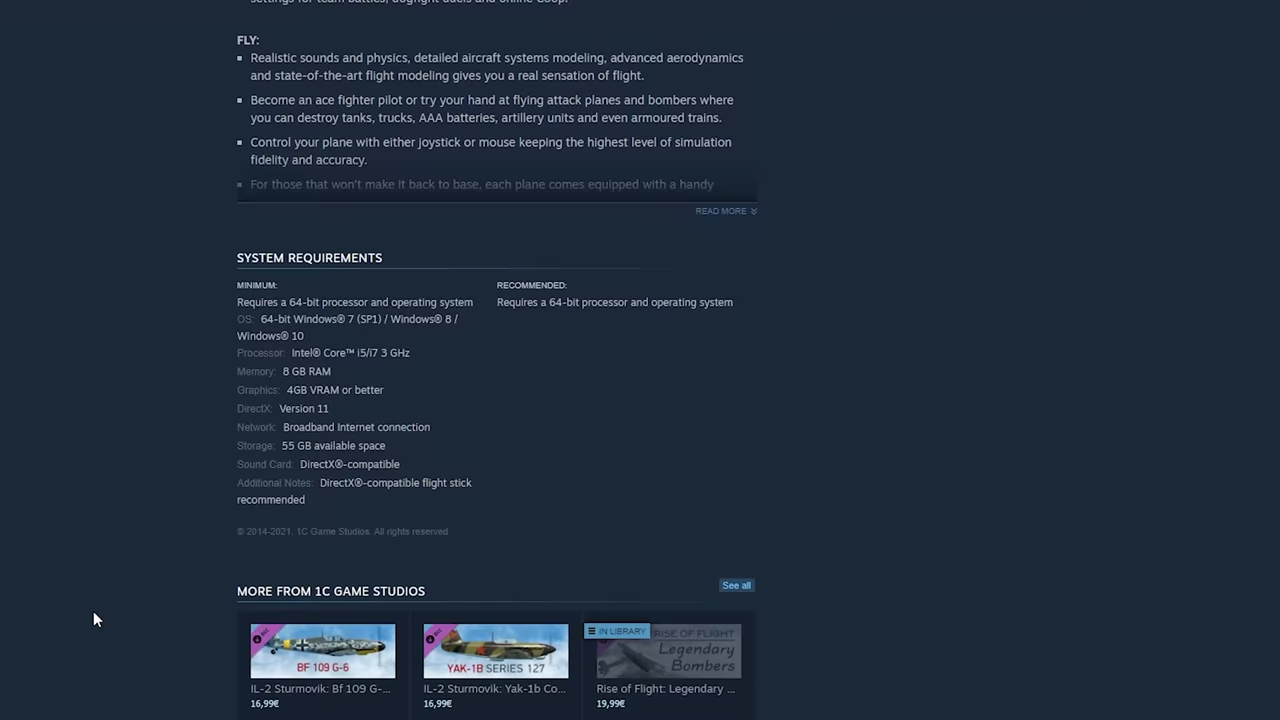 settings for team battles, dogfight duels and online Coop.
FLY:
Realistic sounds and physics, detailed aircraft systems modeling, advanced aerodynamics
and state-of-the-art flight modeling gives you a real sensation of flight.
Become an ace fighter pilot or try your hand at flying attack planes and bombers where
you can destroy tanks, trucks, AAA batteries, artillery units and even armoured trains.
Control your plane with either joystick or mouse keeping the highest level of simulation
fidelity and accuracy.
For those that won't make it back to base, each plane comes equipped with a handy
READ MORE
SYSTEM REQUIREMENTS
MINIMUM:
Requires a 64-bit processor and operating system
OS: 64-bit Windows® 7 (SP1) / Windows® 8 /
Windows® 10
Processor: Intel® Core™ i5/i7 3 GHz
Memory: 8 GB RAM
Graphics: 4GB VRAM or better
DirectX: Version 11
Network: Broadband Internet connection
Storage: 55 GB available space
Sound Card: DirectX®-compatible
Additional Notes: DirectX®-compatible flight stick
recommended
RECOMMENDED:
Requires a 64-bit processor and operating system
© 2014-2021, 1C Game Studios. All rights reserved
MORE FROM 1C GAME STUDIOS
See all
BF 109 G-6
IL-2 Sturmovik: Bf 109 G-...
16,99€
YAK-1B SERIES 127
IL-2 Sturmovik: Yak-1b Co...
16,99€
IN LIBRARY
RISE OF FLIGHT
Legendary
Bombers
Rise of Flight: Legendary ...
19,99€